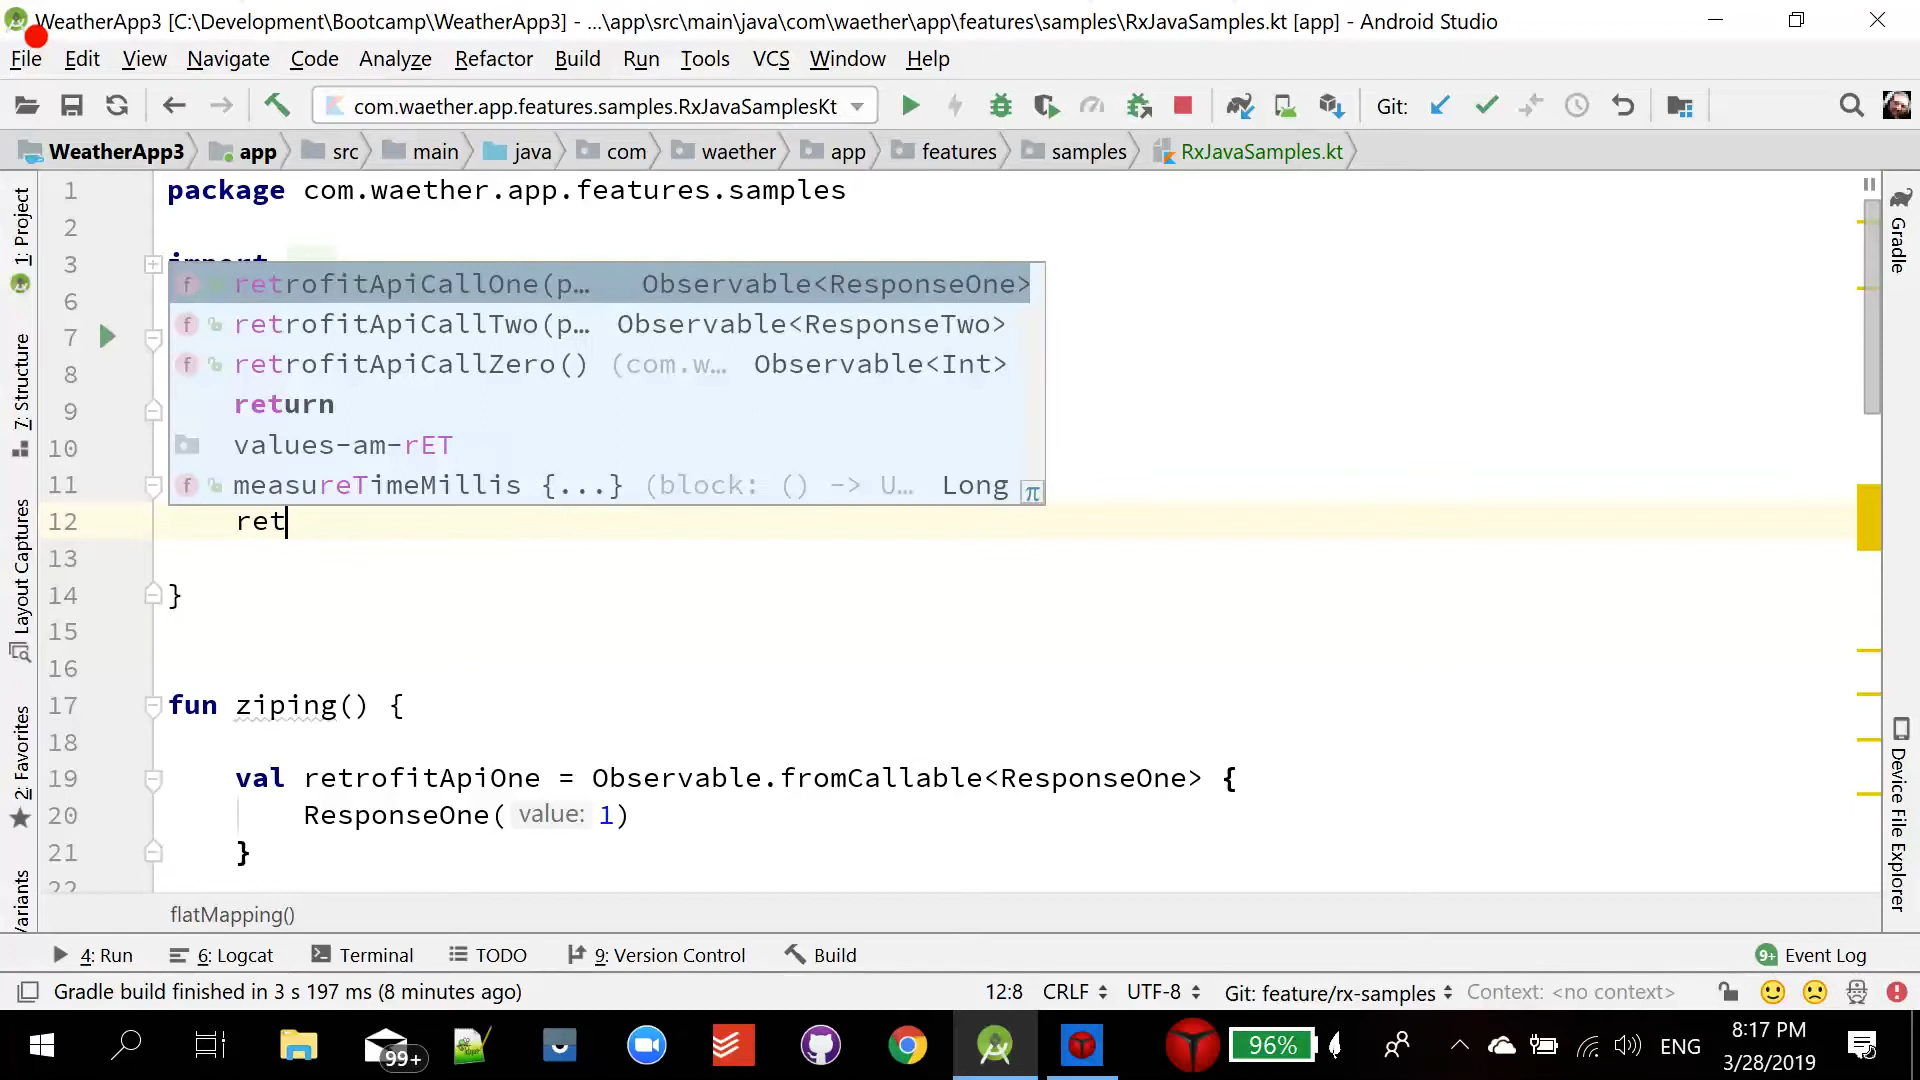 WeatherApp3 [C:\Development\Bootcamp\WeatherApp3] - ...\app\src\main\java\com\waether\app\features\samples\RxJavaSamples.kt [app] - Android Studio
File Edit View Navigate Code Analyze Refactor Build Run Tools VCS Window Help
com.waether.app.features.samples.RxJavaSamplesKt Git:
WeatherApp3 app src main java com waether app features samples RxJavaSamples.kt
1 package com.waether.app.features.samples
2
3 import
retrofitApiCallOne(p… Observable<ResponseOne>
6
retrofitApiCallTwo(p… Observable<ResponseTwo>
7
retrofitApiCallZero() (com.w… Observable<Int>
8
return
9
values-am-rET
10
measureTimeMillis {...} (block: () -> U… Long π
11
12 ret
13
14 }
15
16
17 fun ziping() {
18
19 val retrofitApiOne = Observable.fromCallable<ResponseOne> {
20 ResponseOne( value: 1)
21 }
22
flatMapping()
1: Project
7: Structure
Layout Captures
2: Favorites
Variants
Gradle
Device File Explorer
4: Run 6: Logcat Terminal TODO 9: Version Control Build 9+ Event Log
Gradle build finished in 3 s 197 ms (8 minutes ago) 12:8 CRLF UTF-8 Git: feature/rx-samples Context: <no context>
99+ 96% ENG 8:17 PM
3/28/2019